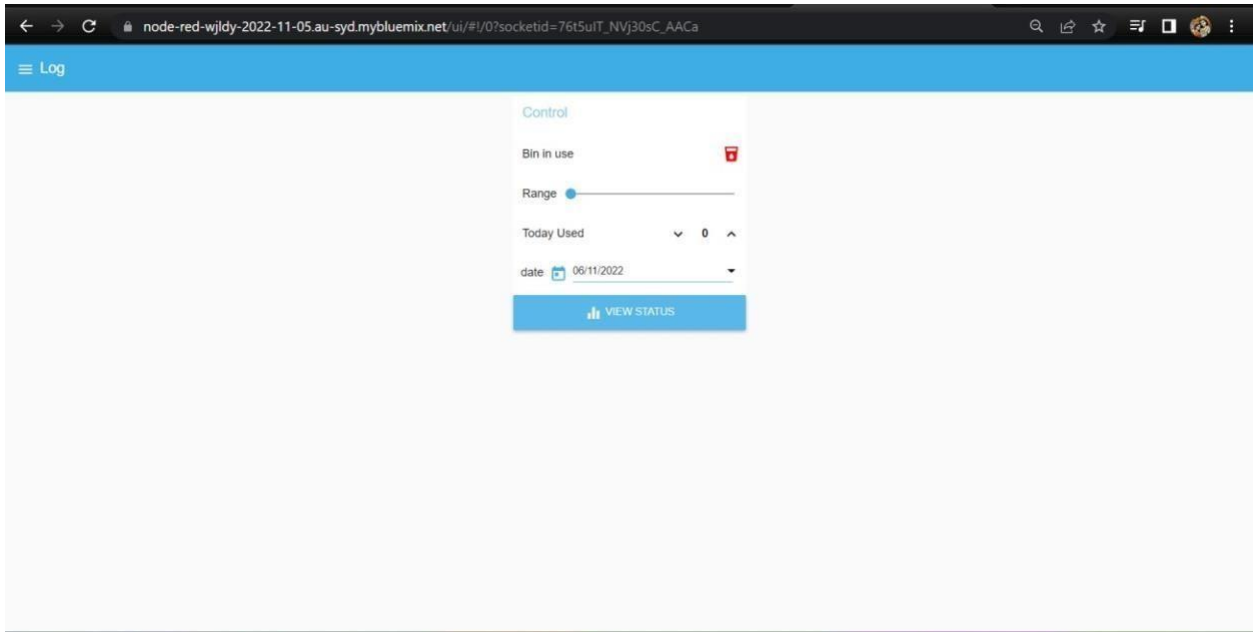 node-red-wjldy-2022-11-05.au-syd.mybluemix.net/ui/#!/0?socketid=76t5uIT_NVj30sC_AACa
Log
Control
Bin in use
Range
Today Used 0
date 06/11/2022
VIEW STATUS